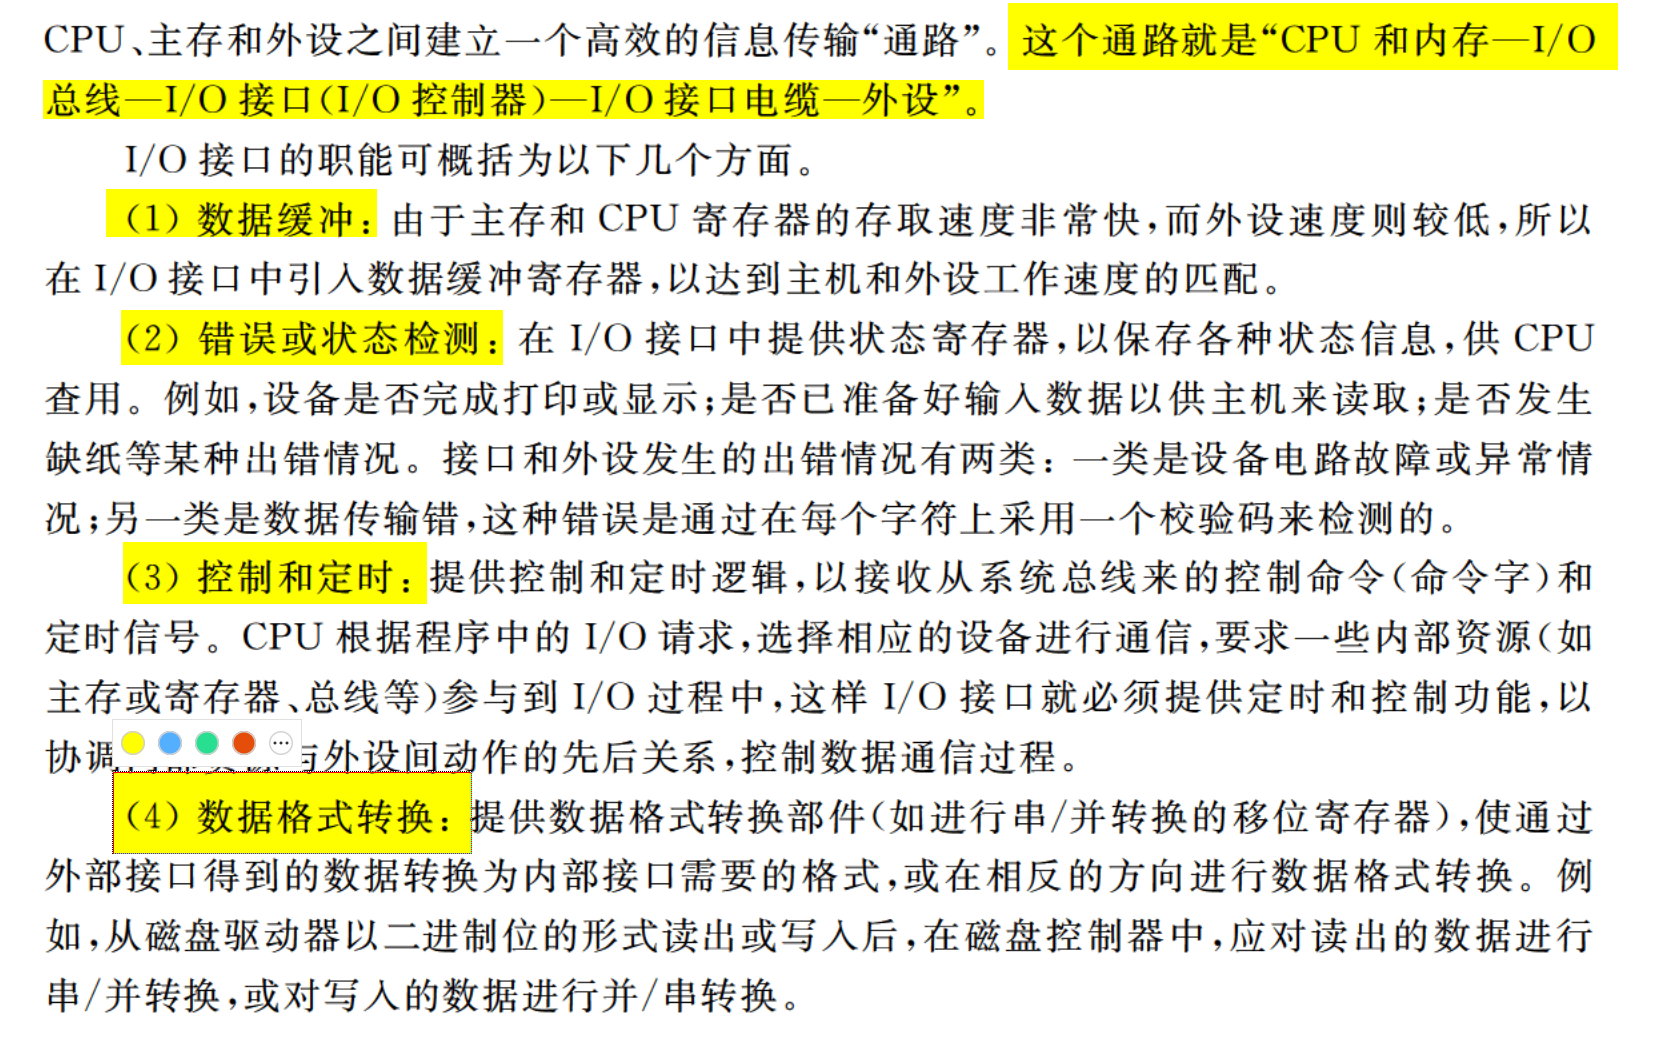 CPU、主存和外设之间建立一个高效的信息传输“通路”。这个通路就是“CPU 和内存—I/O
总线—I/O 接口(I/O 控制器)—I/O 接口电缆—外设”。
I/O 接口的职能可概括为以下几个方面。
(1) 数据缓冲：由于主存和 CPU 寄存器的存取速度非常快,而外设速度则较低,所以
在 I/O 接口中引入数据缓冲寄存器,以达到主机和外设工作速度的匹配。
(2) 错误或状态检测：在 I/O 接口中提供状态寄存器,以保存各种状态信息,供 CPU
查用。例如,设备是否完成打印或显示;是否已准备好输入数据以供主机来读取;是否发生
缺纸等某种出错情况。接口和外设发生的出错情况有两类：一类是设备电路故障或异常情
况;另一类是数据传输错,这种错误是通过在每个字符上采用一个校验码来检测的。
(3) 控制和定时：提供控制和定时逻辑,以接收从系统总线来的控制命令(命令字)和
定时信号。CPU 根据程序中的 I/O 请求,选择相应的设备进行通信,要求一些内部资源(如
主存或寄存器、总线等)参与到 I/O 过程中,这样 I/O 接口就必须提供定时和控制功能,以
协调与外设间动作的先后关系,控制数据通信过程。
(4) 数据格式转换：提供数据格式转换部件(如进行串/并转换的移位寄存器),使通过
外部接口得到的数据转换为内部接口需要的格式,或在相反的方向进行数据格式转换。例
如,从磁盘驱动器以二进制位的形式读出或写入后,在磁盘控制器中,应对读出的数据进行
串/并转换,或对写入的数据进行并/串转换。